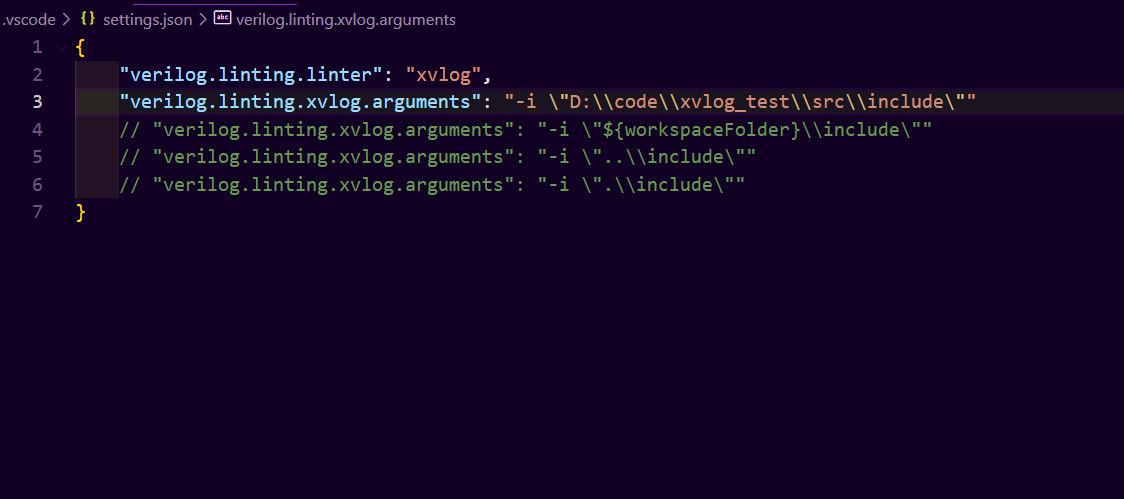 .vscode > {} settings.json > abc verilog.linting.xvlog.arguments
1 {
2 "verilog.linting.linter": "xvlog",
3 "verilog.linting.xvlog.arguments": "-i \"D:\\code\\xvlog_test\\src\\include\""
4 // "verilog.linting.xvlog.arguments": "-i \"${workspaceFolder}\\include\""
5 // "verilog.linting.xvlog.arguments": "-i \"..\\include\""
6 // "verilog.linting.xvlog.arguments": "-i \".\\include\""
7 }